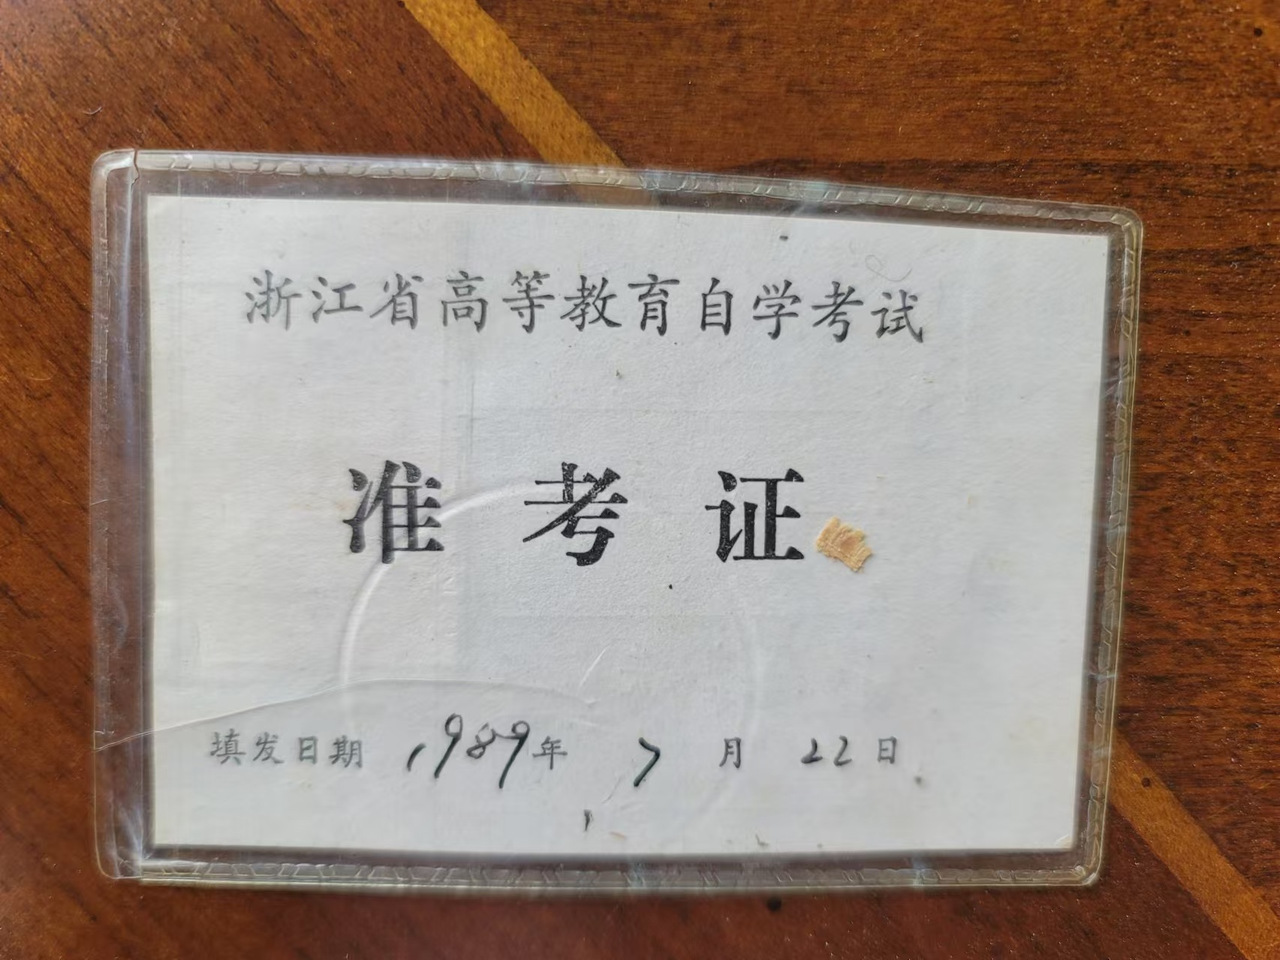 浙江省高等教育自学考试
准考证
填发日期 1989年 7月 22日